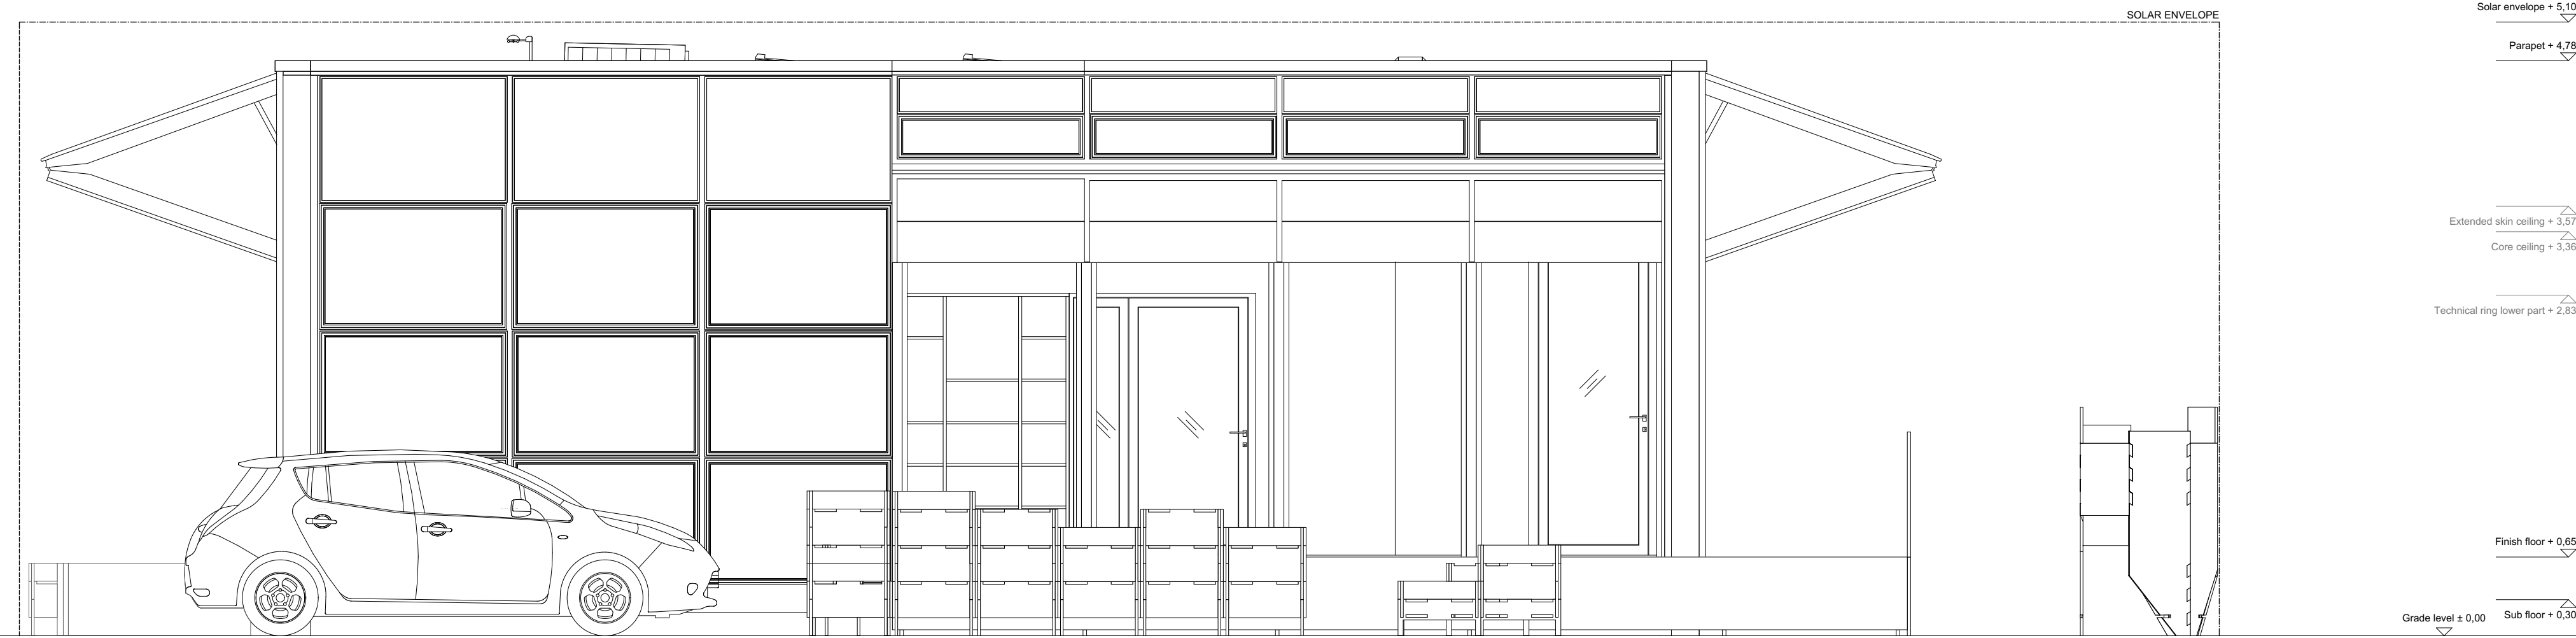 Solar envelope + 5,10
SOLAR ENVELOPE
Parapet + 4,78
Extended skin ceiling + 3,57
Core ceiling + 3,36
Technical ring lower part + 2,83
Finish floor + 0,65
Sub floor + 0,30
Grade level ± 0,00